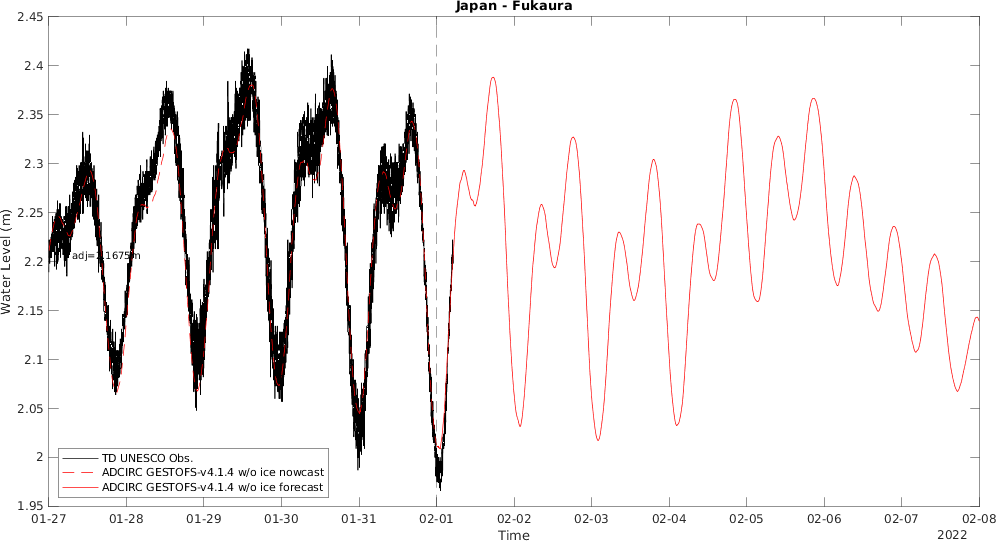 Japan - Fukaura
2.45
2.4
2.35
2.3
2.25
2.2
2.15
2.1
2.05
2
1.95
Water Level (m)
TD UNESCO Obs.
ADCIRC GESTOFS-v4.1.4 w/o ice nowcast
ADCIRC GESTOFS-v4.1.4 w/o ice forecast
01-27 01-28 01-29 01-30 01-31 02-01 02-02 02-03 02-04 02-05 02-06 02-07 02-08
Time
2022